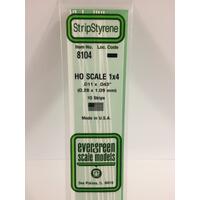 StripStyrene
Item No. Loc. Code
8104
HO SCALE 1x4
.011 x .043"
(0.28 x 1.09 mm)
10 Strips
Made in U.S.A.
evergreen
scale models
Des Plaines, IL 60018